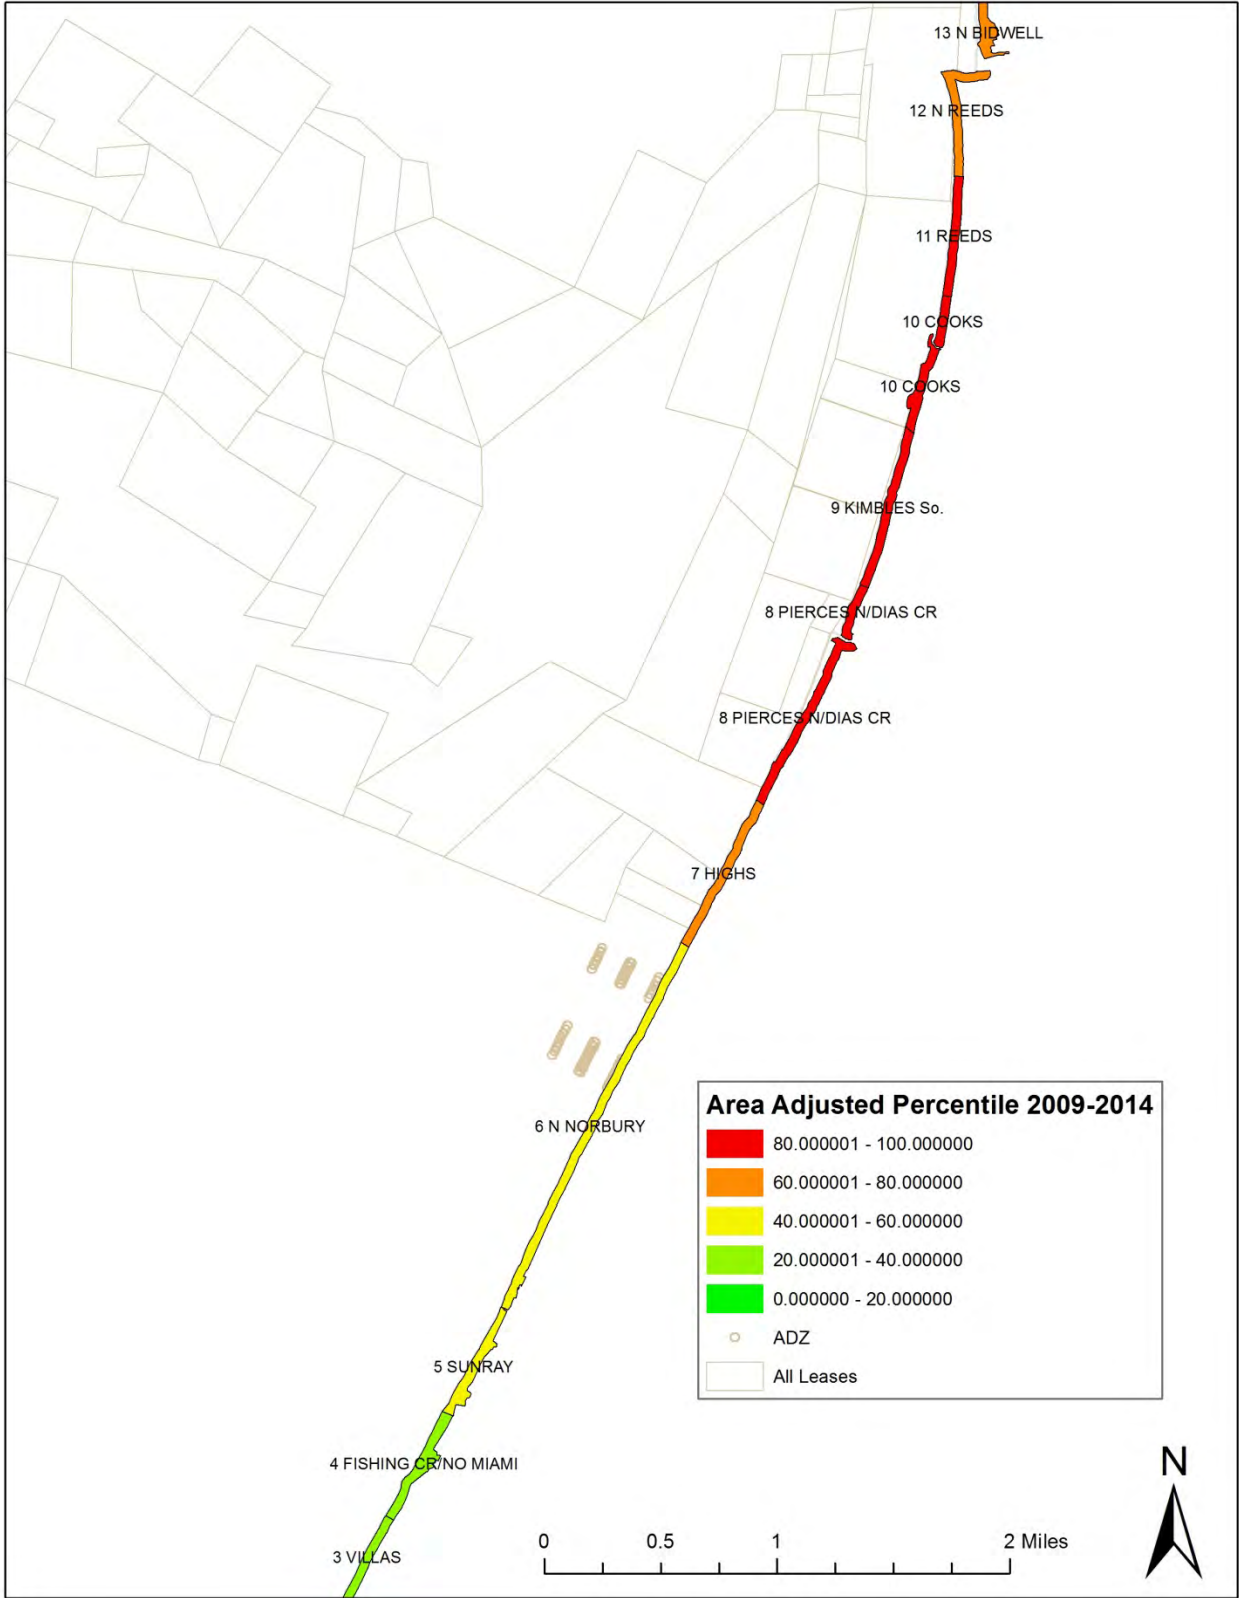 13 N BIDWELL
12 N REEDS
11 REEDS
10 COOKS
10 COOKS
9 KIMBLES So.
8 PIERCES N/DIAS CR
8 PIERCES N/DIAS CR
7 HIGHS
6 N NORBURY
5 SUNRAY
4 FISHING CR/NO MIAMI
3 VILLAS
Area Adjusted Percentile 2009-2014
80.000001 - 100.000000
60.000001 - 80.000000
40.000001 - 60.000000
20.000001 - 40.000000
0.000000 - 20.000000
ADZ
All Leases
N
0 0.5 1 2 Miles